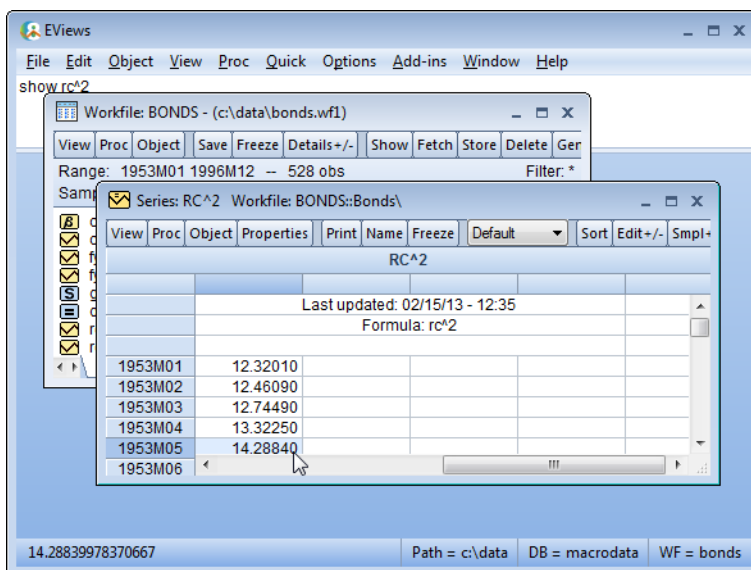 EViews
File Edit Object View Proc Quick Options Add-ins Window Help
show rc^2
Workfile: BONDS - (c:\data\bonds.wf1)
View Proc Object Save Freeze Details+/- Show Fetch Store Delete Gen
Range: 1953M01 1996M12 -- 528 obs Filter: *
Samp
Series: RC^2 Workfile: BONDS::Bonds\
View Proc Object Properties Print Name Freeze Default Sort Edit+/- Smpl+
RC^2
Last updated: 02/15/13 - 12:35
Formula: rc^2
1953M01 12.32010
1953M02 12.46090
1953M03 12.74490
1953M04 13.32250
1953M05 14.28840
1953M06
14.28839978370667 Path = c:\data DB = macrodata WF = bonds